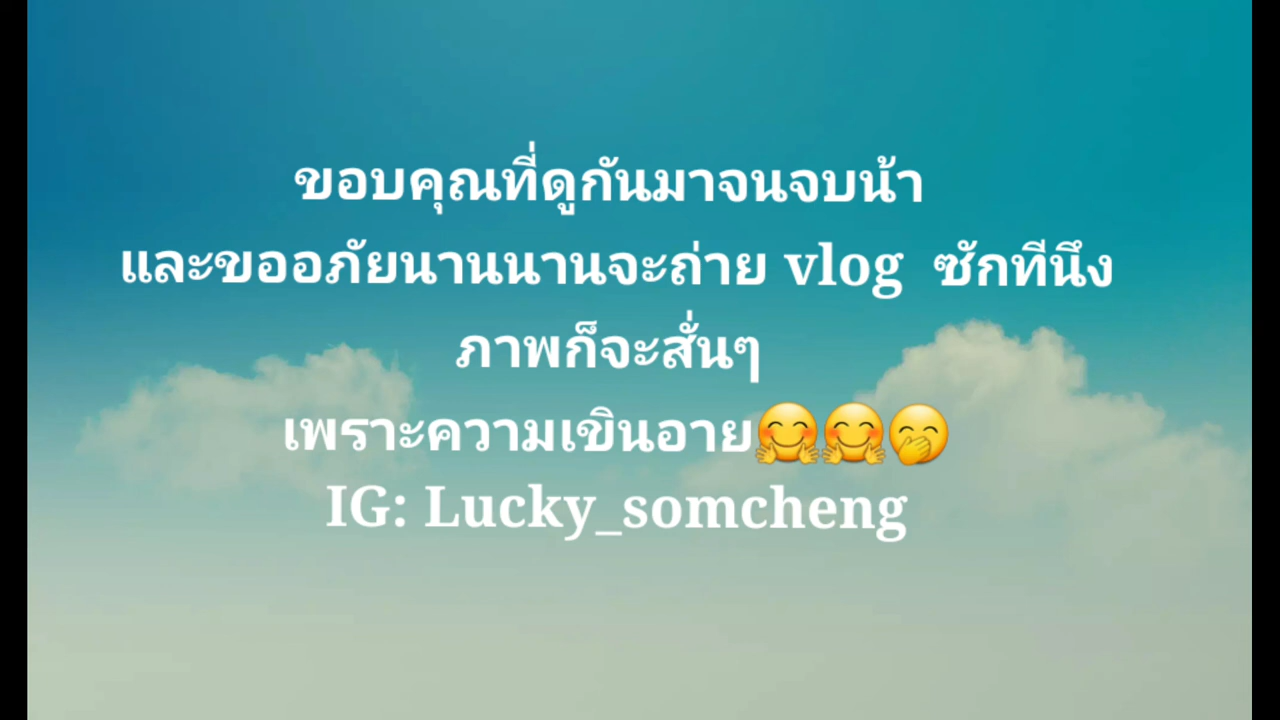 ขอบคุณที่ดูกันมาจนจบน้า
และขออภัยนานนานจะถ่าย vlog ซักทีนึง
ภาพก็จะสั่นๆ
เพราะความเขินอาย🤗🤗🤭
IG: Lucky_somcheng